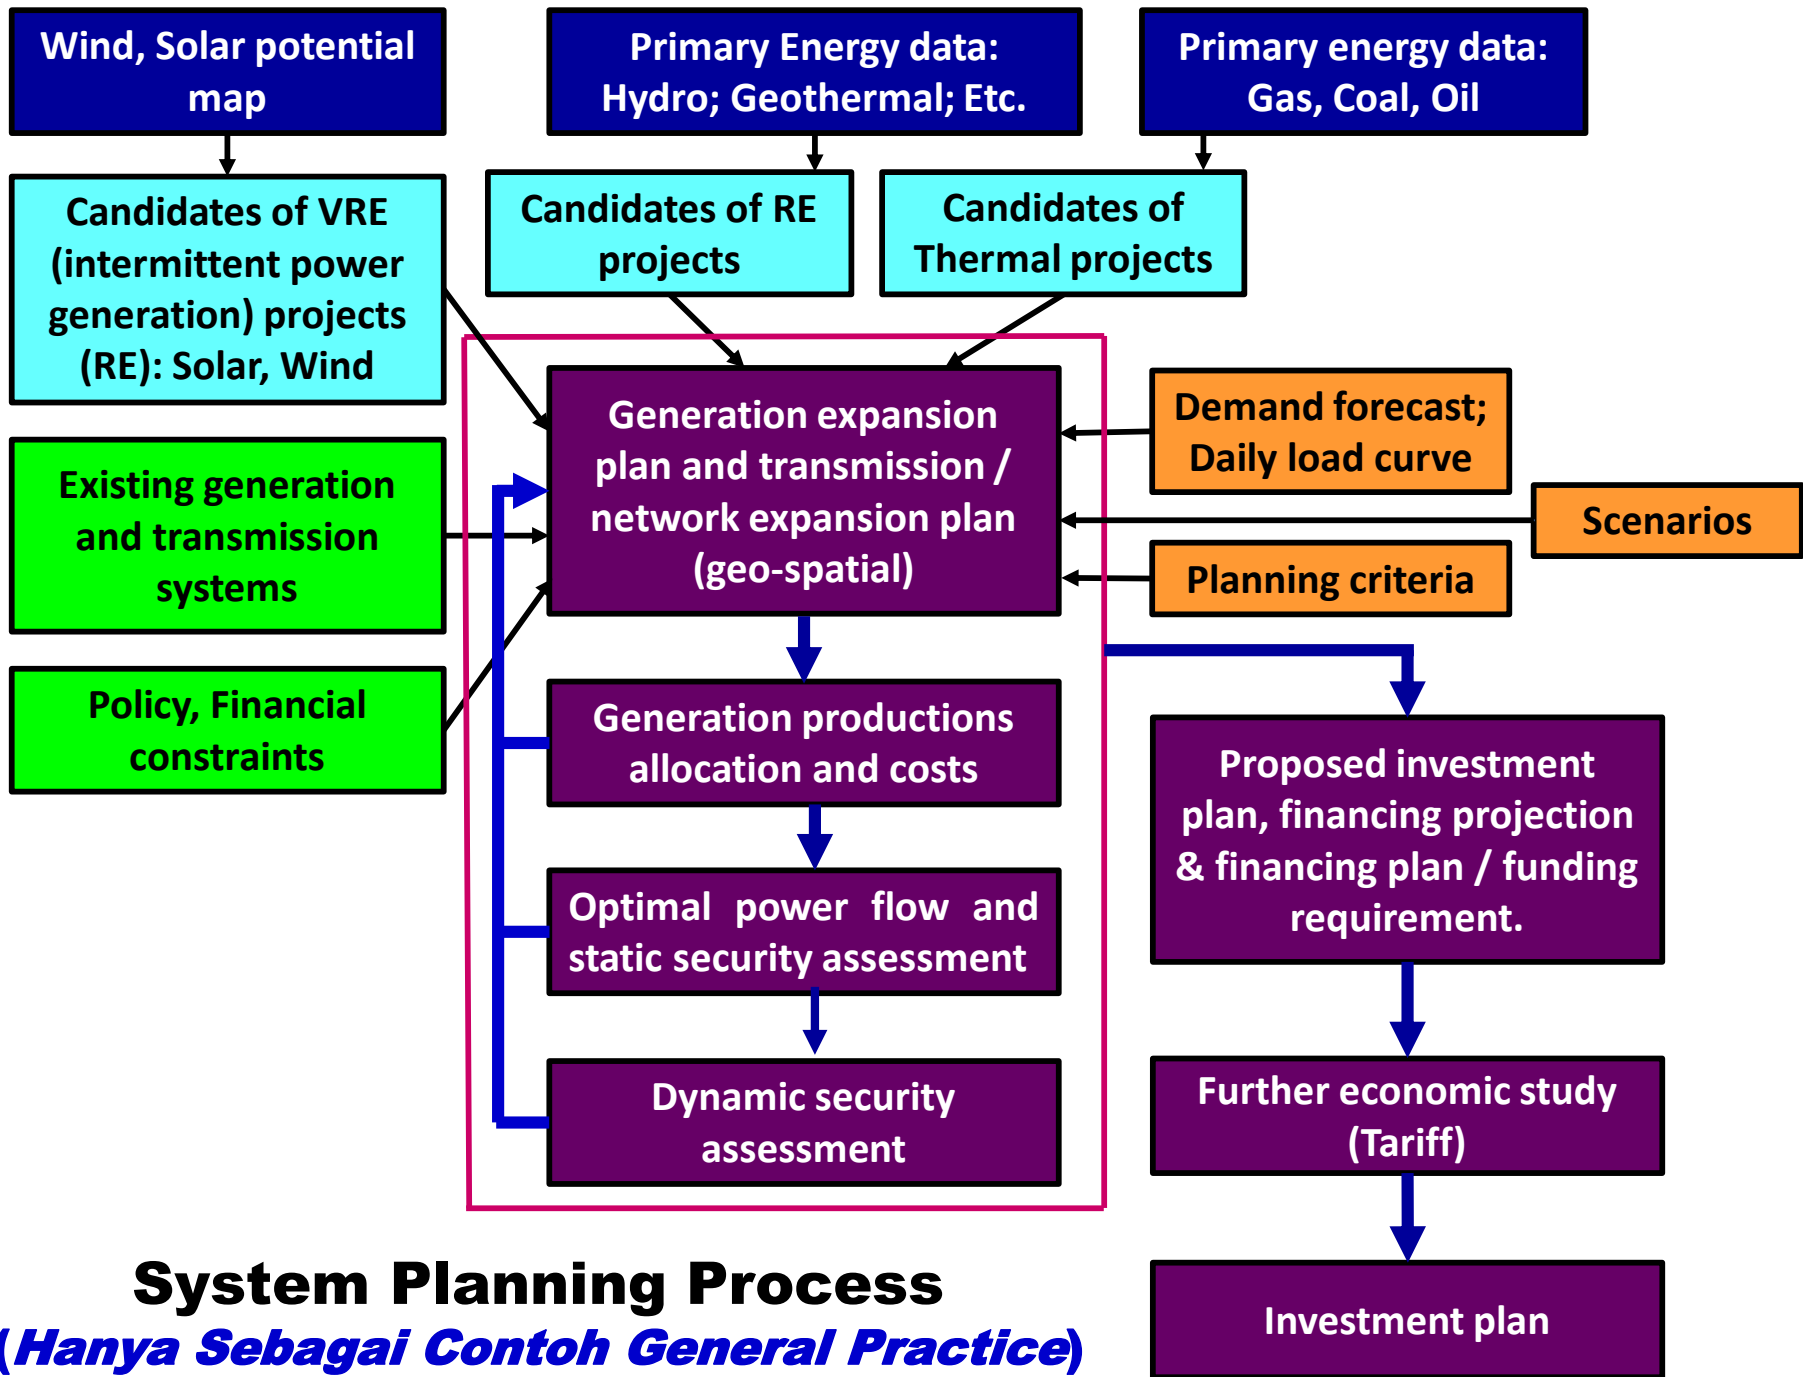 Wind, Solar potential
map
Primary Energy data:
Hydro; Geothermal; Etc.
Primary energy data:
Gas, Coal, Oil
Candidates of VRE
(intermittent power
generation) projects
(RE): Solar, Wind
Candidates of RE
projects
Candidates of
Thermal projects
Generation expansion
plan and transmission /
network expansion plan
(geo-spatial)
Demand forecast;
Daily load curve
Scenarios
Planning criteria
Existing generation
and transmission
systems
Policy, Financial
constraints
Generation productions
allocation and costs
Optimal power flow and
static security assessment
Dynamic security
assessment
Proposed investment
plan, financing projection
& financing plan / funding
requirement.
Further economic study
(Tariff)
Investment plan
System Planning Process
(Hanya Sebagai Contoh General Practice)